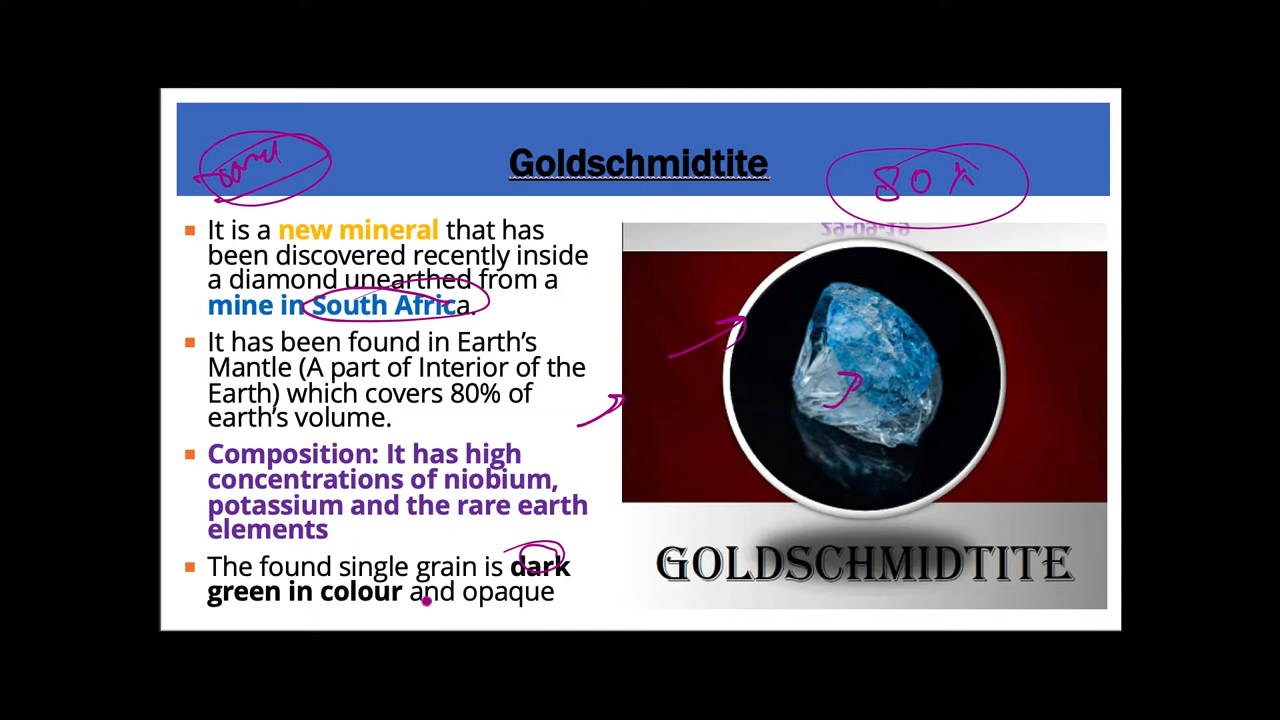 Goldschmidtite
80 %
It is a new mineral that has
been discovered recently inside
a diamond unearthed from a
mine in South Africa.
It has been found in Earth’s
Mantle (A part of Interior of the
Earth) which covers 80% of
earth’s volume.
Composition: It has high
concentrations of niobium,
potassium and the rare earth
elements
The found single grain is dark
green in colour and opaque
29-09-19
GOLDSCHMIDTITE